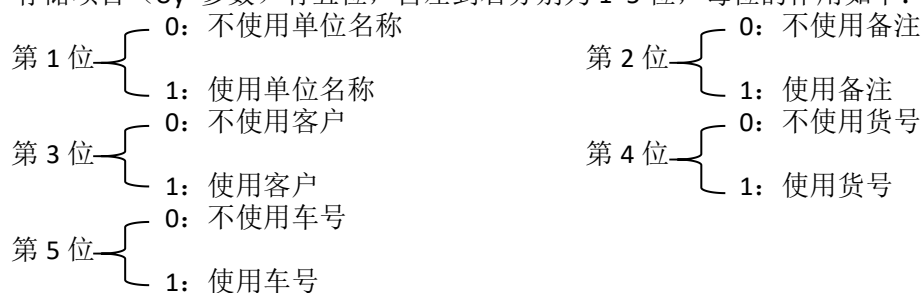 0：不使用单位名称 0：不使用备注
第 1 位 第 2 位
1：使用单位名称 1：使用备注
0：不使用客户 0：不使用货号
第 3 位 第 4 位
1：使用客户 1：使用货号
0：不使用车号
第 5 位
1：使用车号